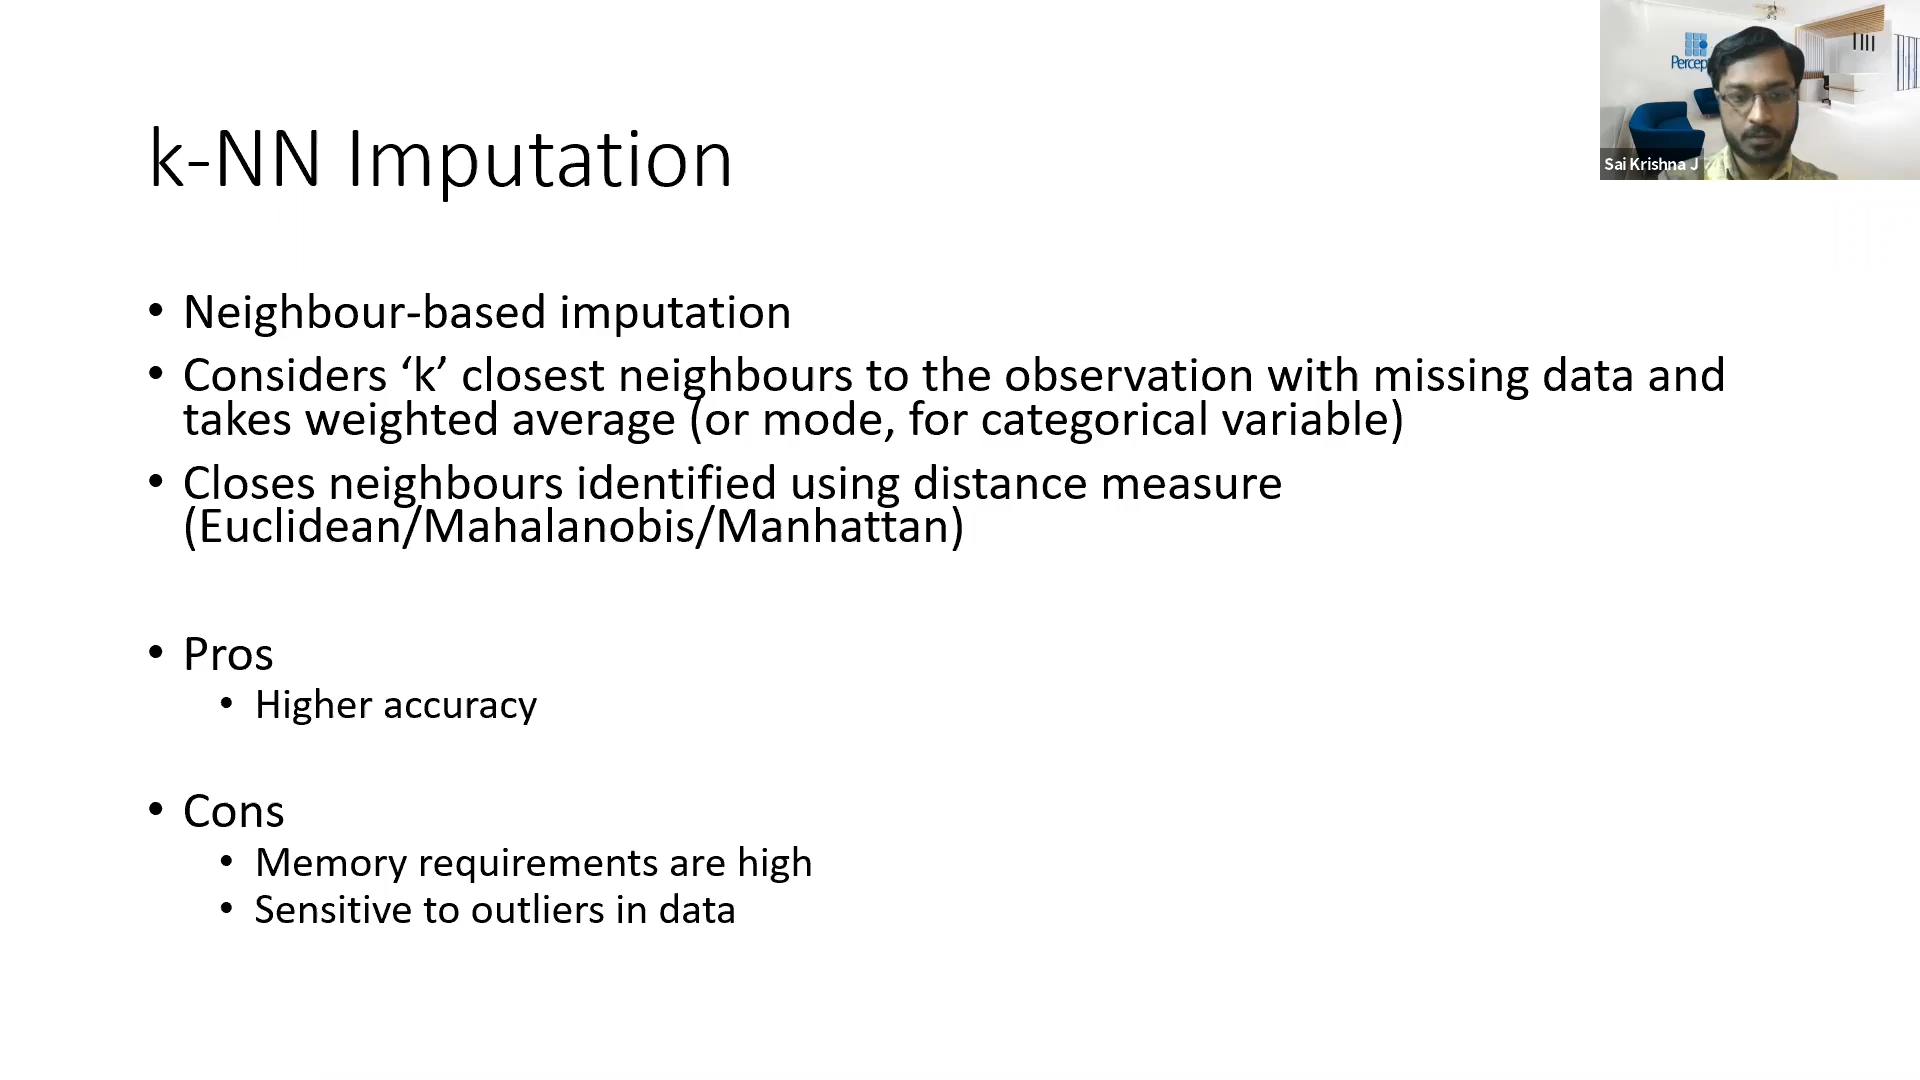 Percep
Sai Krishna J
k-NN Imputation
• Neighbour-based imputation
• Considers ‘k’ closest neighbours to the observation with missing data and
takes weighted average (or mode, for categorical variable)
• Closes neighbours identified using distance measure
(Euclidean/Mahalanobis/Manhattan)
• Pros
• Higher accuracy
• Cons
• Memory requirements are high
• Sensitive to outliers in data